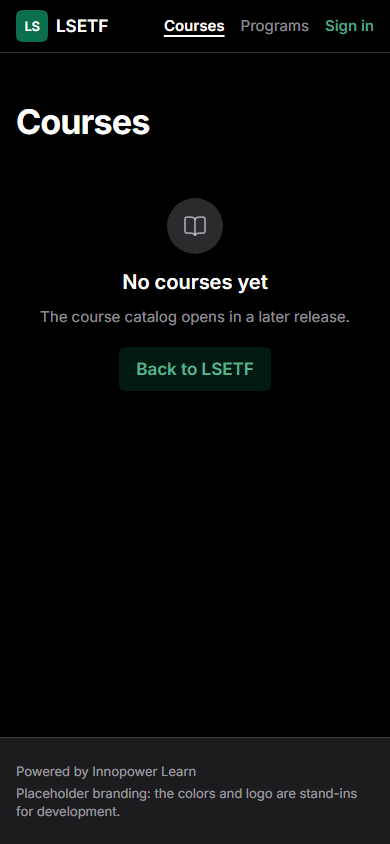 LS LSETF Courses Programs Sign in
Courses
No courses yet
The course catalog opens in a later release.
Back to LSETF
Powered by Innopower Learn
Placeholder branding: the colors and logo are stand-ins
for development.